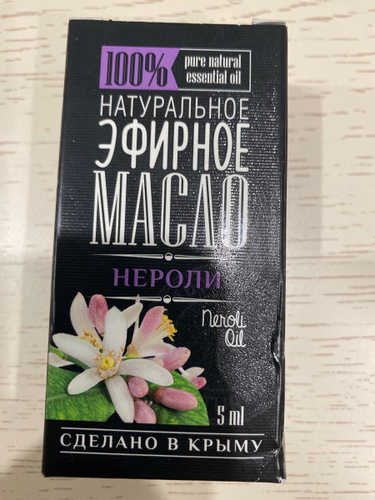 100%
pure natural
essential oil
НАТУРАЛЬНОЕ
ЭФИРНОЕ
МАСЛО
НЕРОЛИ
Neroli
Oil
5 ml
СДЕЛАНО В КРЫМУ